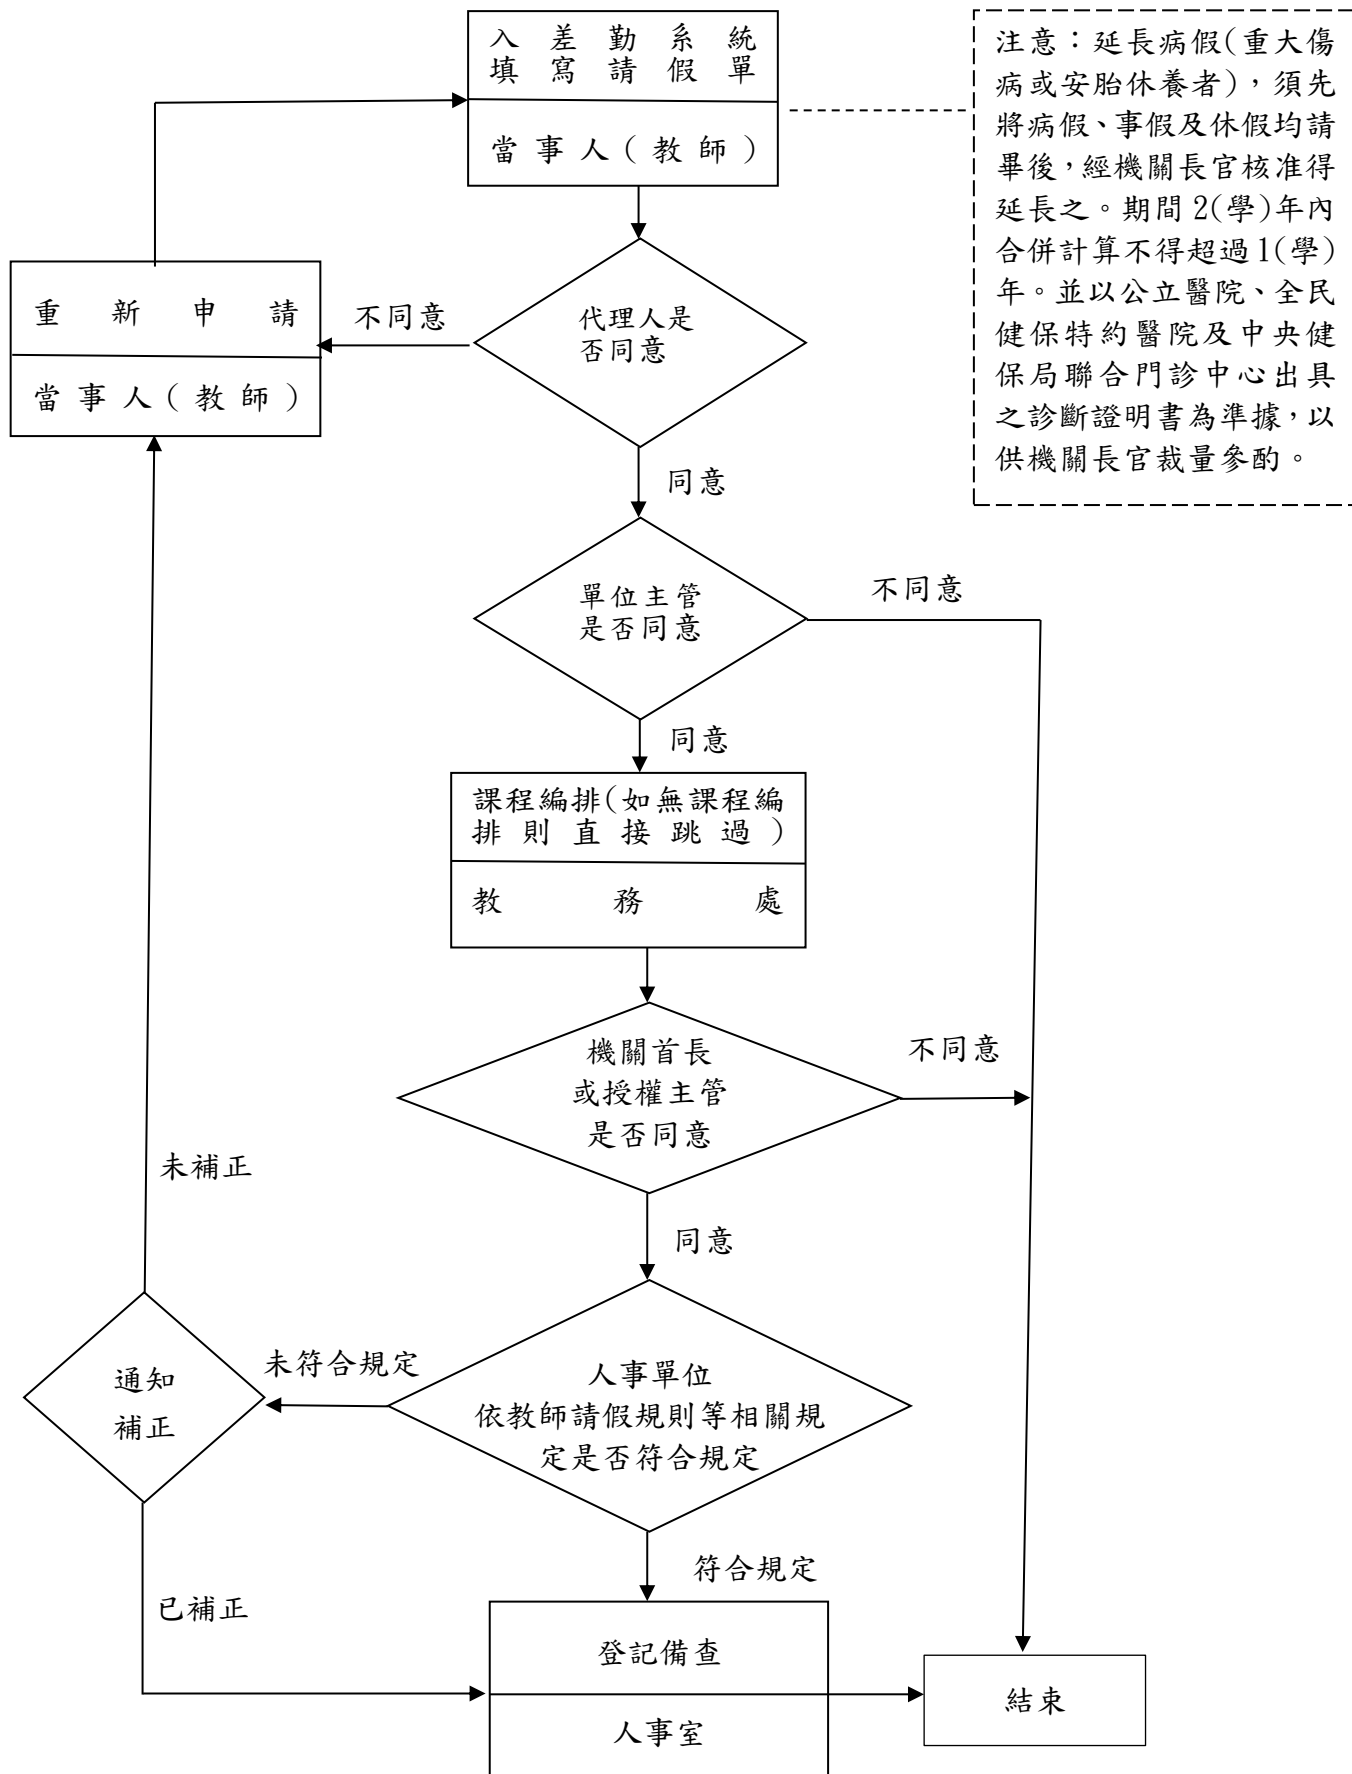 入差勤系統
填寫請假單
當事人(教師)
注意：延長病假(重大傷
病或安胎休養者)，須先
將病假、事假及休假均請
畢後，經機關長官核准得
延長之。期間2(學)年內
合併計算不得超過1(學)
年。並以公立醫院、全民
健保特約醫院及中央健
保局聯合門診中心出具
之診斷證明書為準據，以
供機關長官裁量參酌。
重新申請
當事人(教師)
不同意
代理人是
否同意
同意
單位主管
是否同意
不同意
同意
課程編排(如無課程編
排則直接跳過)
教務處
機關首長
或授權主管
是否同意
不同意
未補正
同意
通知
補正
未符合規定
人事單位
依教師請假規則等相關規
定是否符合規定
符合規定
已補正
登記備查
人事室
結束